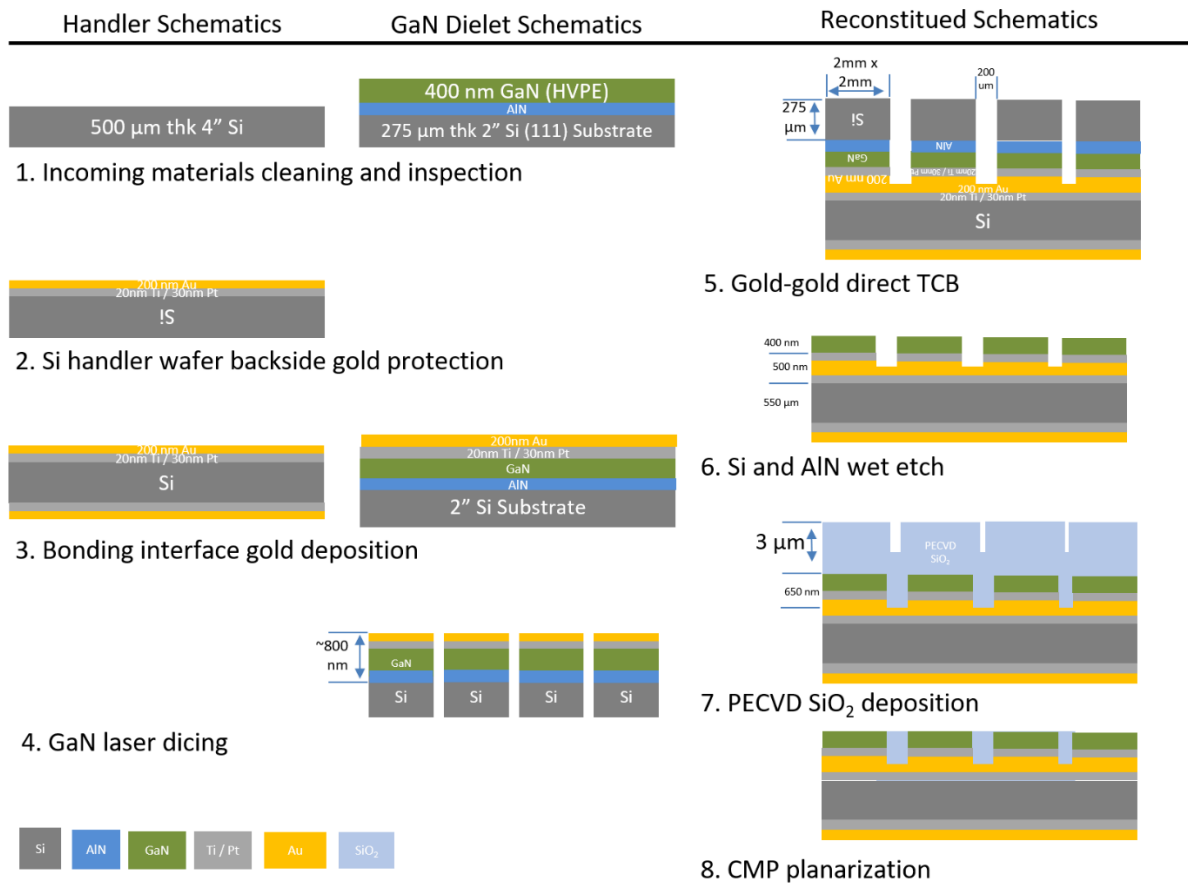 Handler Schematics
GaN Dielet Schematics
Reconstitued Schematics
500 µm thk 4” Si
400 nm GaN (HVPE)
AlN
275 µm thk 2” Si (111) Substrate
1. Incoming materials cleaning and inspection
200 nm Au
20nm Ti / 30nm Pt
Si
2. Si handler wafer backside gold protection
200nm Au
20nm Ti / 30nm Pt
Si
200nm Au
20nm Ti / 30nm Pt
GaN
AlN
2” Si Substrate
3. Bonding interface gold deposition
~800
nm
GaN
Si
Si
Si
Si
4. GaN laser dicing
Si
AlN
GaN
Ti / Pt
Au
SiO₂
2mm x
2mm
200
um
275
µm
Si
AlN
GaN
20nm Ti / 30nm Pt
200 nm Au
200 nm Au
20nm Ti / 30nm Pt
Si
5. Gold-gold direct TCB
400 nm
500 nm
550 µm
6. Si and AlN wet etch
3 µm
PECVD
SiO₂
650 nm
7. PECVD SiO₂ deposition
8. CMP planarization